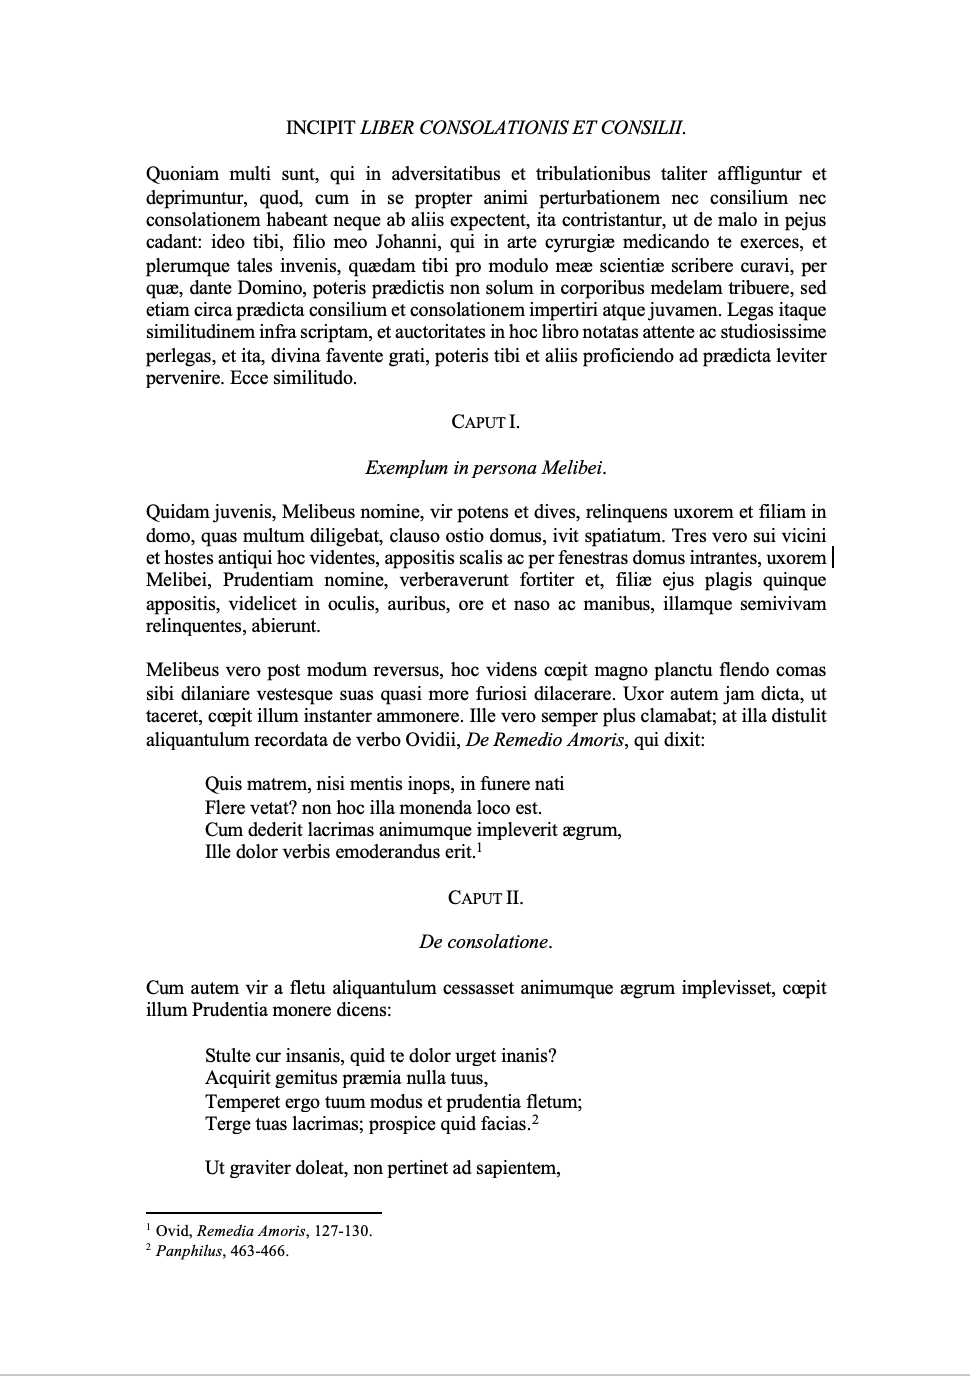 INCIPIT LIBER CONSOLATIONIS ET CONSILII.
Quoniam multi sunt, qui in adversitatibus et tribulationibus taliter affliguntur et
deprimuntur, quod, cum in se propter animi perturbationem nec consilium nec
consolationem habeant neque ab aliis expectent, ita contristantur, ut de malo in pejus
cadant: ideo tibi, filio meo Johanni, qui in arte cyrurgiæ medicando te exerces, et
plerumque tales invenis, quædam tibi pro modulo meæ scientiæ scribere curavi, per
quæ, dante Domino, poteris prædictis non solum in corporibus medelam tribuere, sed
etiam circa prædicta consilium et consolationem impertiri atque juvamen. Legas itaque
similitudinem infra scriptam, et auctoritates in hoc libro notatas attente ac studiosissime
perlegas, et ita, divina favente grati, poteris tibi et aliis proficiendo ad prædicta leviter
pervenire. Ecce similitudo.
CAPUT I.
Exemplum in persona Melibei.
Quidam juvenis, Melibeus nomine, vir potens et dives, relinquens uxorem et filiam in
domo, quas multum diligebat, clauso ostio domus, ivit spatiatum. Tres vero sui vicini
et hostes antiqui hoc videntes, appositis scalis ac per fenestras domus intrantes, uxorem
Melibei, Prudentiam nomine, verberaverunt fortiter et, filiæ ejus plagis quinque
appositis, videlicet in oculis, auribus, ore et naso ac manibus, illamque semivivam
relinquentes, abierunt.
Melibeus vero post modum reversus, hoc videns cœpit magno planctu flendo comas
sibi dilaniare vestesque suas quasi more furiosi dilacerare. Uxor autem jam dicta, ut
taceret, cœpit illum instanter ammonere. Ille vero semper plus clamabat; at illa distulit
aliquantulum recordata de verbo Ovidii, De Remedio Amoris, qui dixit:
Quis matrem, nisi mentis inops, in funere nati
Flere vetat? non hoc illa monenda loco est.
Cum dederit lacrimas animumque impleverit ægrum,
Ille dolor verbis emoderandus erit.¹
CAPUT II.
De consolatione.
Cum autem vir a fletu aliquantulum cessasset animumque ægrum implevisset, cœpit
illum Prudentia monere dicens:
Stulte cur insanis, quid te dolor urget inanis?
Acquirit gemitus præmia nulla tuus,
Temperet ergo tuum modus et prudentia fletum;
Terge tuas lacrimas; prospice quid facias.²
Ut graviter doleat, non pertinet ad sapientem,
¹ Ovid, Remedia Amoris, 127-130.
² Panphilus, 463-466.